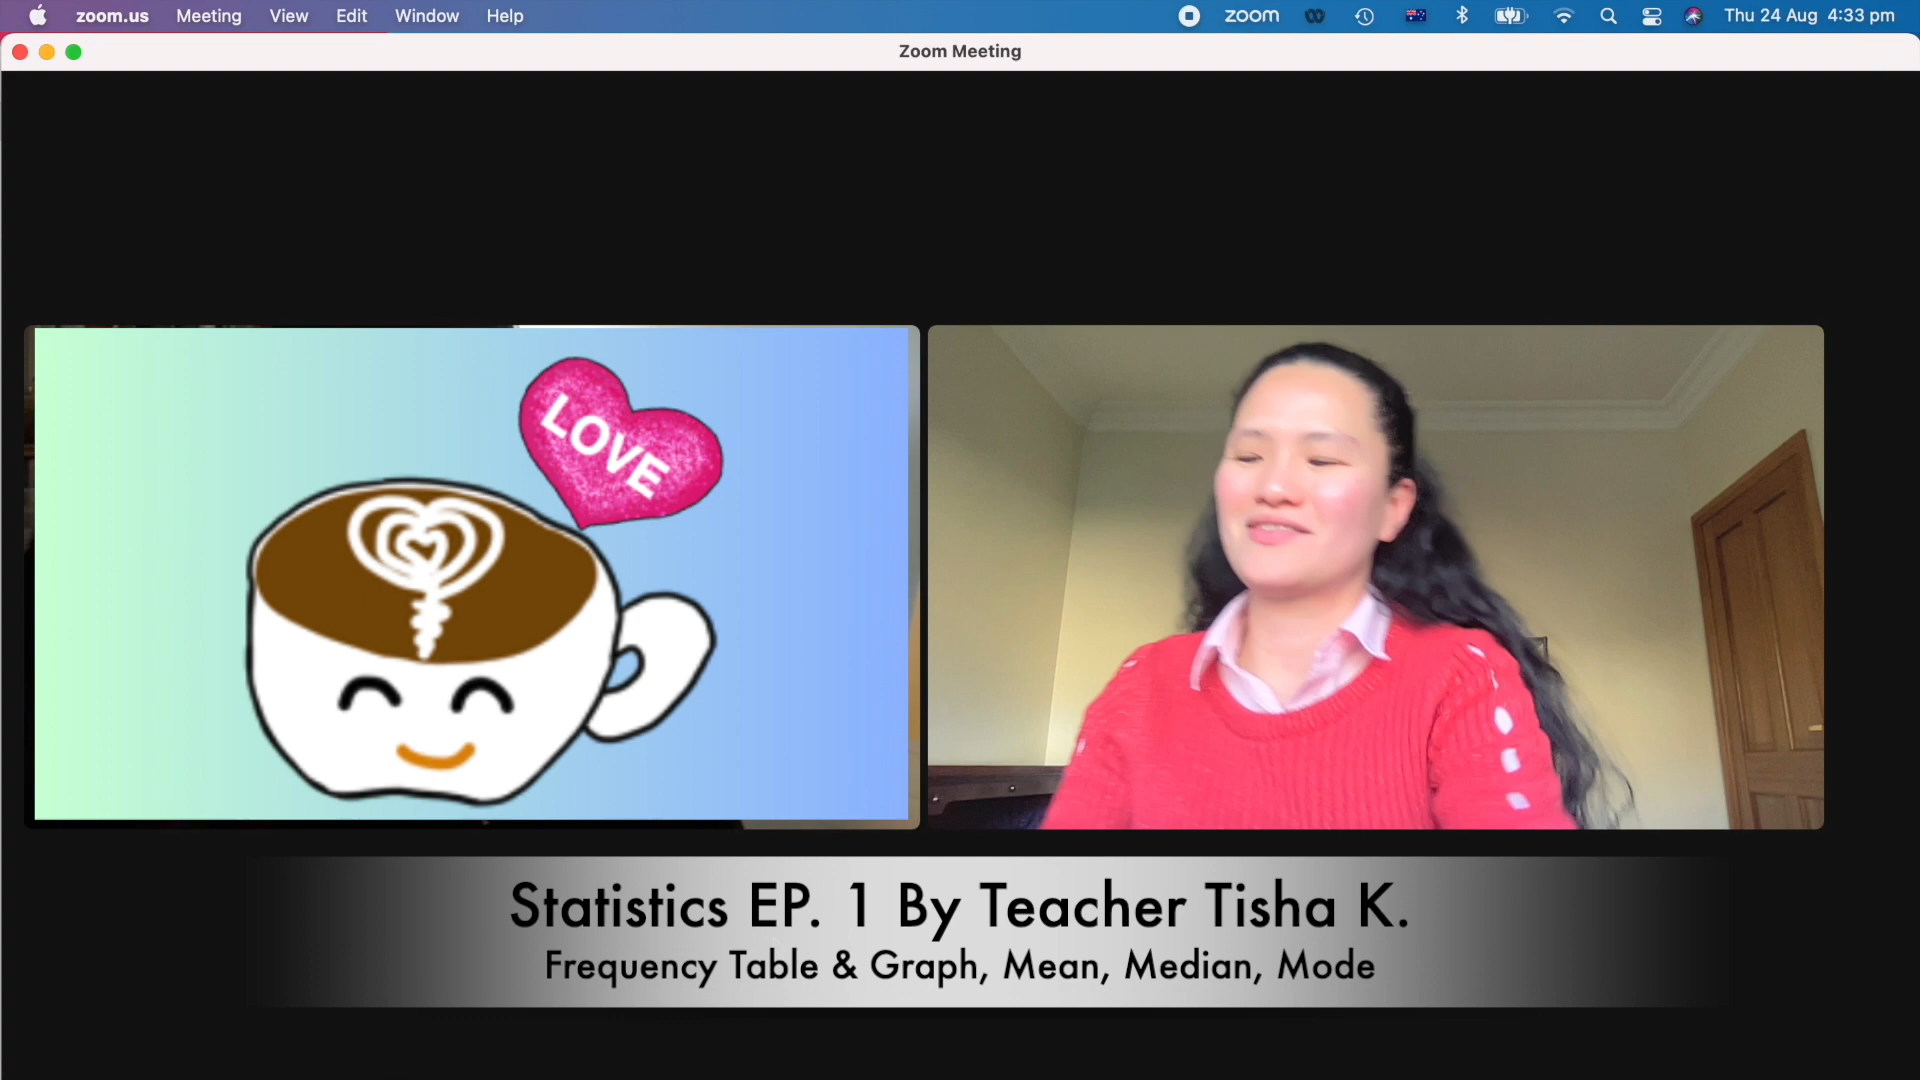 zoom.us Meeting View Edit Window Help zoom Thu 24 Aug 4:33 pm
Zoom Meeting
LOVE
Statistics EP. 1 By Teacher Tisha K.
Frequency Table & Graph, Mean, Median, Mode